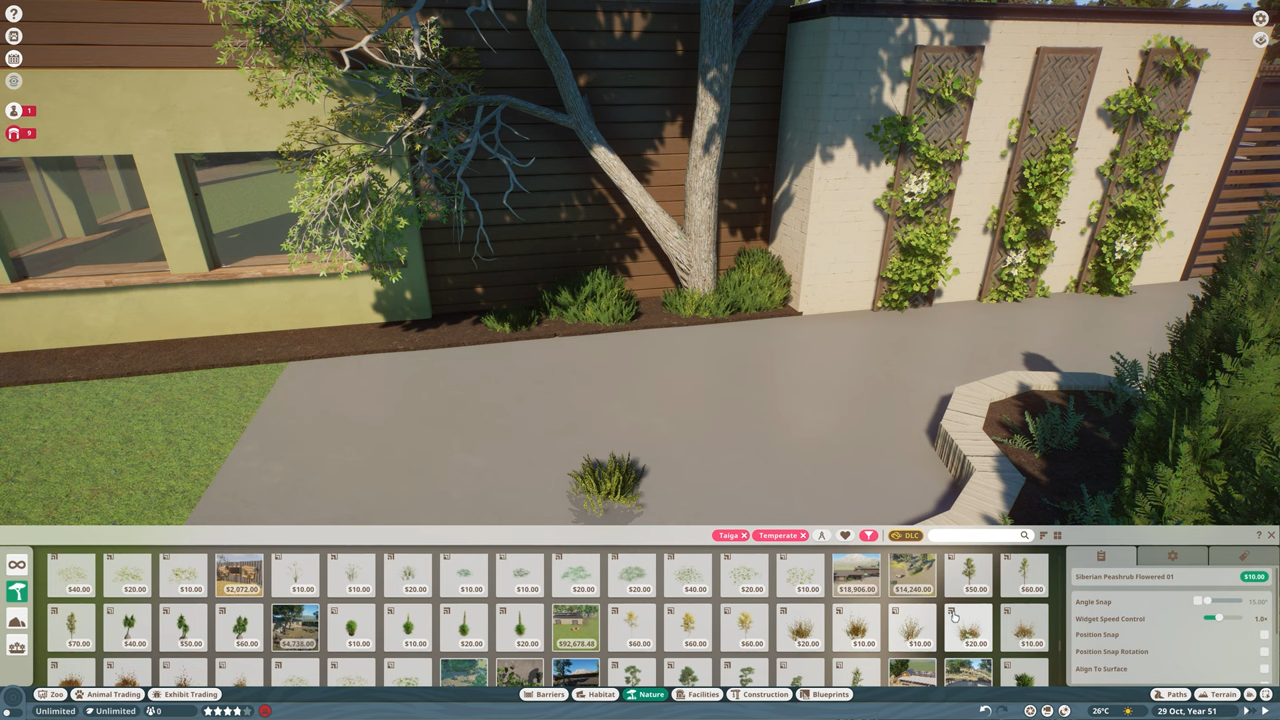 ?
1
9
Taiga ×
Temperate ×
DLC
? ×
$40.00 $20.00 $10.00 $2,072.00 $10.00 $10.00 $10.00 $10.00 $10.00 $20.00 $20.00 $40.00 $20.00 $10.00 $18,906.00 $14,240.00 $50.00 $60.00
$70.00 $40.00 $50.00 $60.00 $4,738.00 $10.00 $10.00 $20.00 $20.00 $92,678.48 $60.00 $60.00 $60.00 $20.00 $10.00 $10.00 $20.00 $10.00
Siberian Peashrub Flowered 01 $10.00
Angle Snap 15.00°
Widget Speed Control 1.0×
Position Snap
Position Snap Rotation
Align To Surface
Zoo Animal Trading Exhibit Trading Barriers Habitat Nature Facilities Construction Blueprints Paths Terrain
Unlimited Unlimited 0 26°C 29 Oct, Year 51